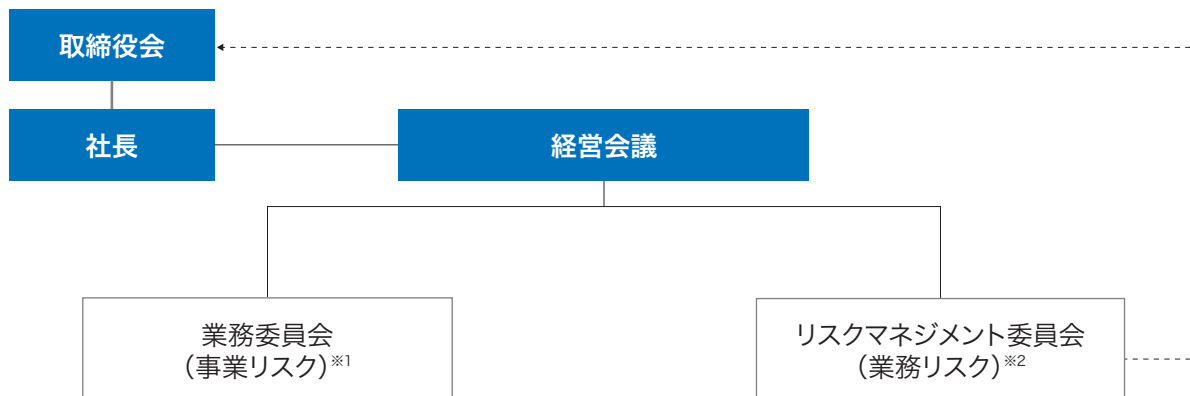 取締役会
社長
経営会議
業務委員会
（事業リスク）※1
リスクマネジメント委員会
（業務リスク）※2